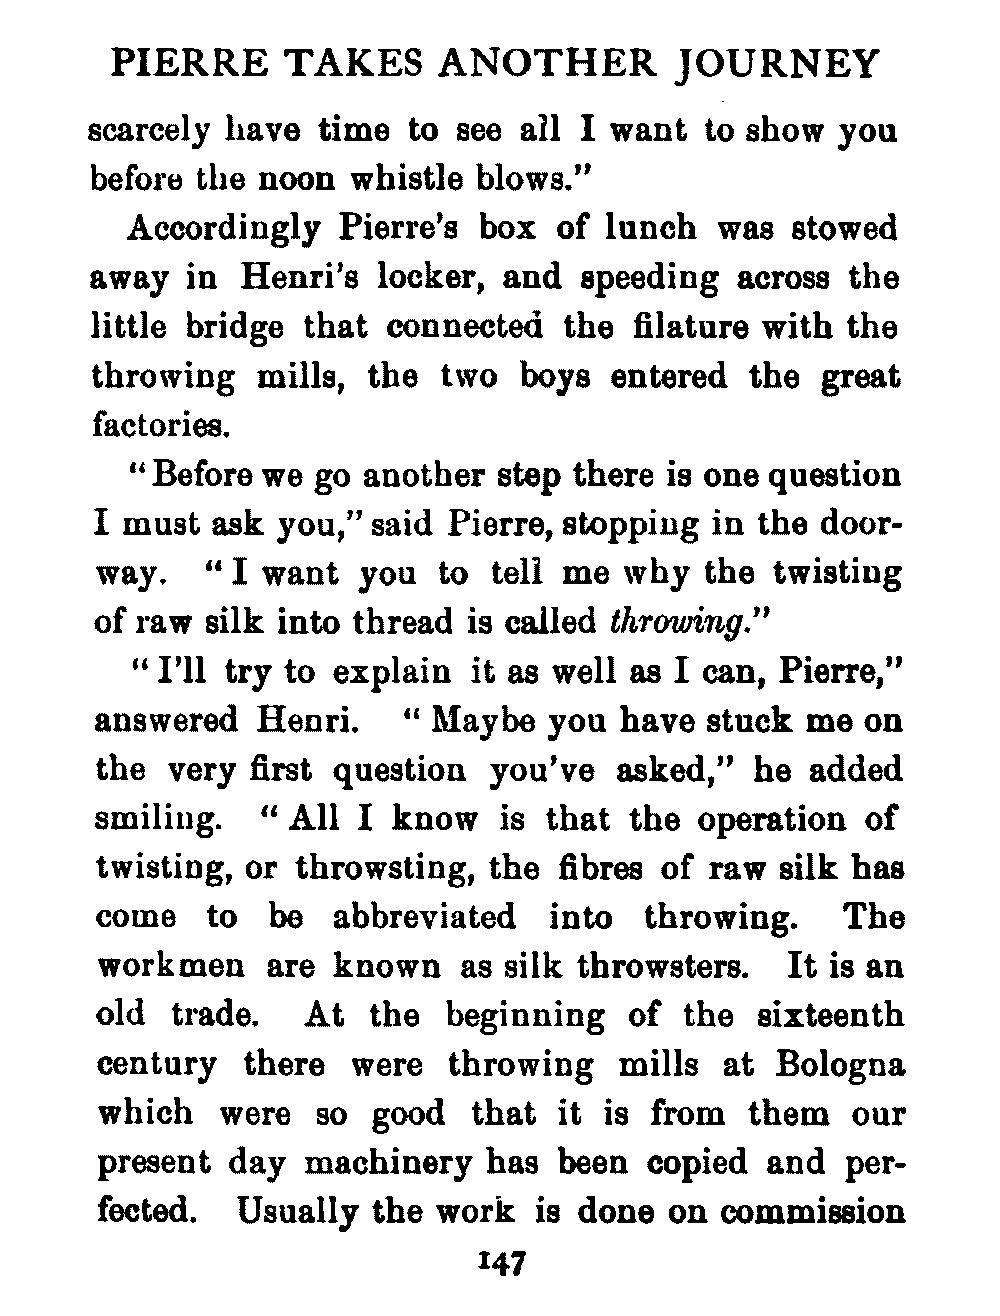 PIERRE TAKES ANOTHER JOURNEY
scarcely have time to see all I want to show you
before the noon whistle blows."
Accordingly Pierre's box of lunch was stowed
away in Henri's locker, and speeding across the
little bridge that connected the filature with the
throwing mills, the two boys entered the great
factories.
"Before we go another step there is one question
I must ask you," said Pierre, stopping in the door-
way. "I want you to tell me why the twisting
of raw silk into thread is called throwing."
"I'll try to explain it as well as I can, Pierre,"
answered Henri. "Maybe you have stuck me on
the very first question you've asked," he added
smiling. "All I know is that the operation of
twisting, or throwsting, the fibres of raw silk has
come to be abbreviated into throwing. The
workmen are known as silk throwsters. It is an
old trade. At the beginning of the sixteenth
century there were throwing mills at Bologna
which were so good that it is from them our
present day machinery has been copied and per-
fected. Usually the work is done on commission
147